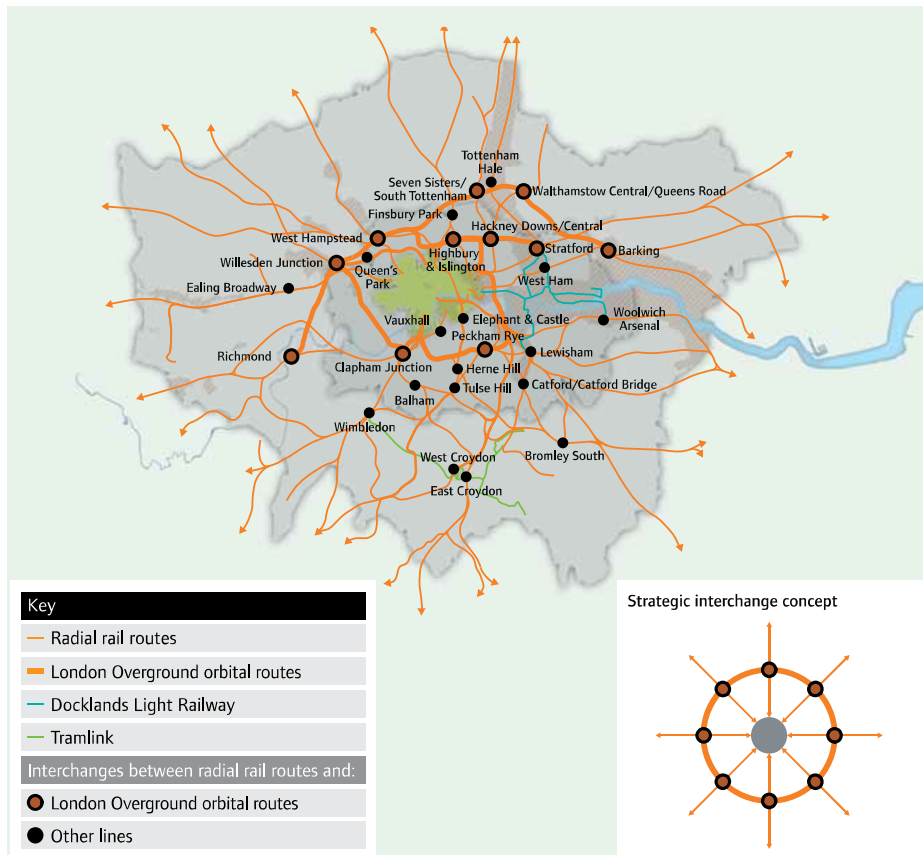 Tottenham
Hale
Seven Sisters/
South Tottenham
Walthamstow Central/Queens Road
Finsbury Park
Hackney Downs/Central
West Hampstead
Highbury
& Islington
Stratford
Barking
Willesden Junction
Queen's
Park
West Ham
Ealing Broadway
Vauxhall
Elephant & Castle
Woolwich
Arsenal
Peckham Rye
Richmond
Clapham Junction
Lewisham
Herne Hill
Balham
Tulse Hill
Catford/Catford Bridge
Wimbledon
West Croydon
Bromley South
East Croydon
Key
Radial rail routes
London Overground orbital routes
Docklands Light Railway
Tramlink
Interchanges between radial rail routes and:
London Overground orbital routes
Other lines
Strategic interchange concept